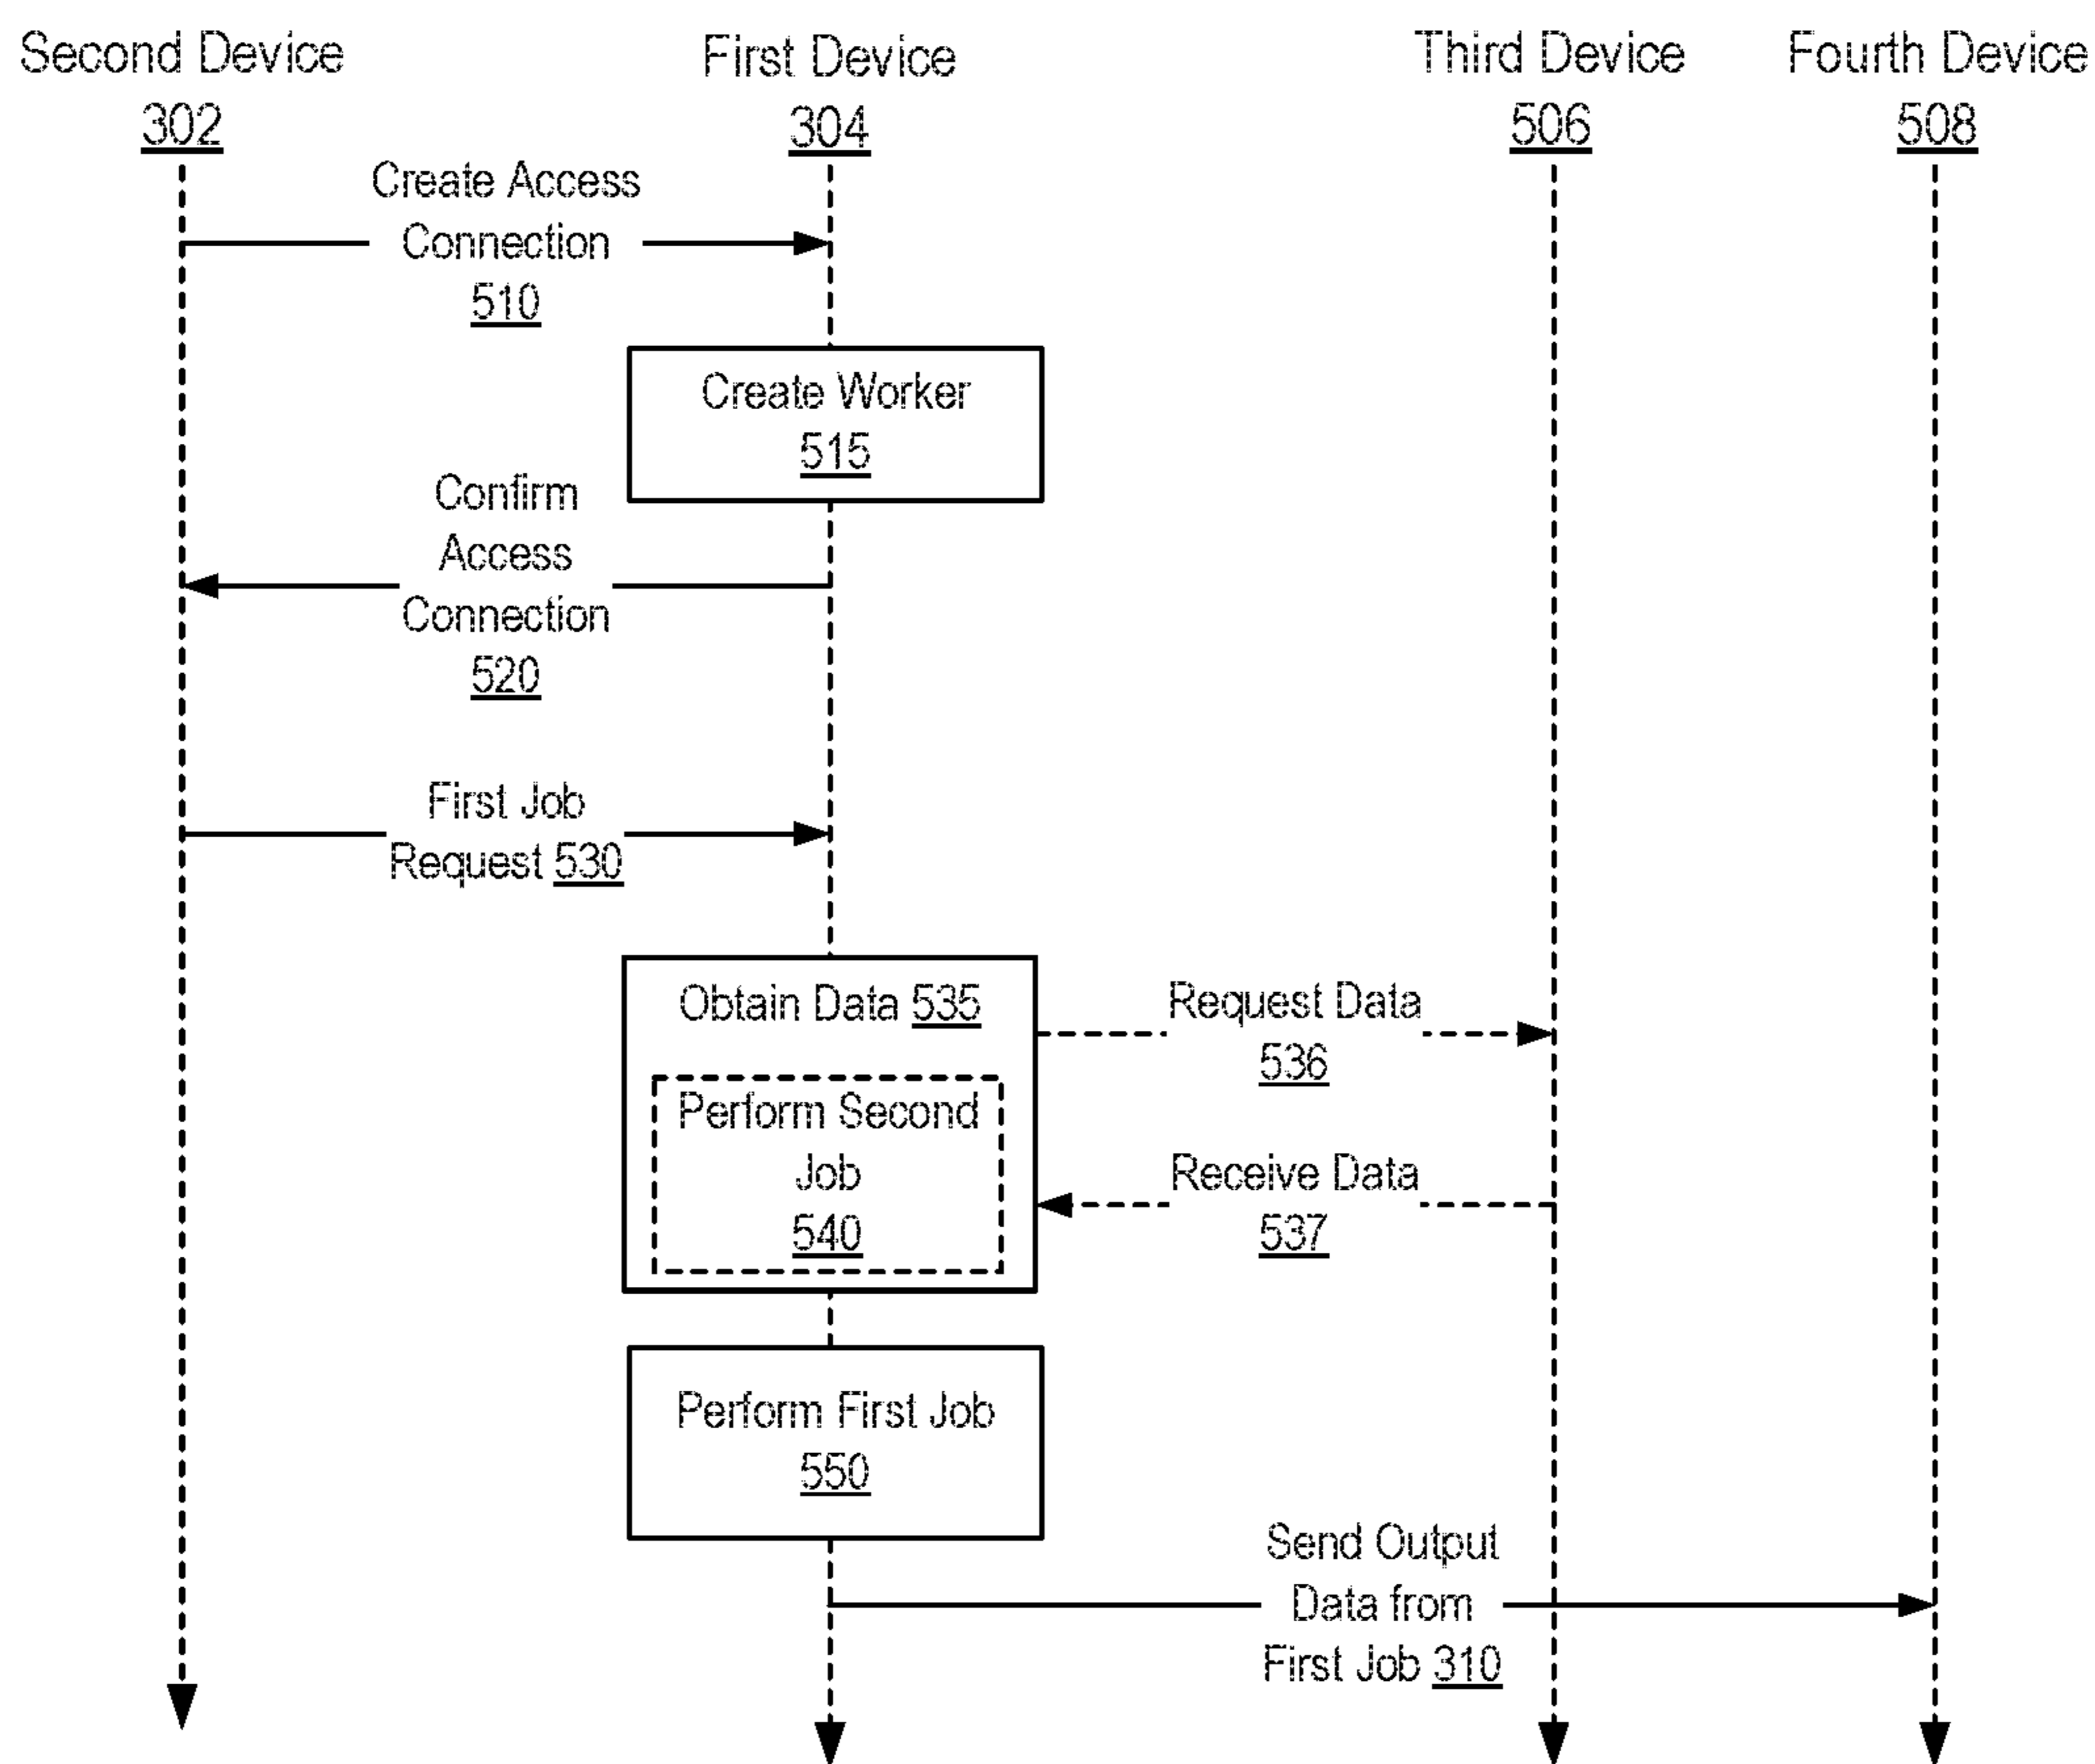 Second Device
302
First Device
304
Third Device
506
Fourth Device
508
Create Access
Connection
510
Create Worker
515
Confirm
Access
Connection
520
First Job
Request 530
Obtain Data 535
Request Data
536
Perform Second
Job
540
Receive Data
537
Perform First Job
550
Send Output
Data from
First Job 310